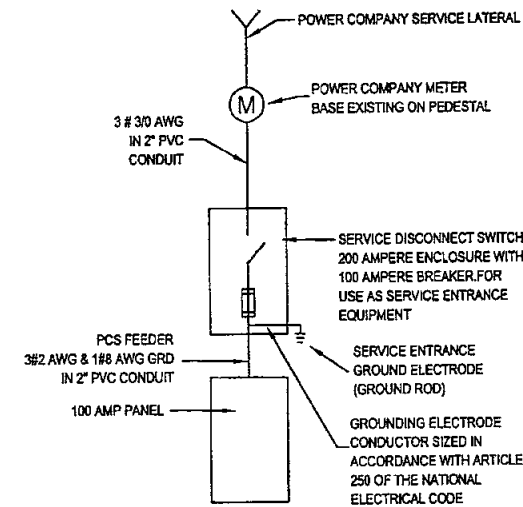 POWER COMPANY SERVICE LATERAL
M
POWER COMPANY METER
BASE EXISTING ON PEDESTAL
3 # 3/0 AWG
IN 2" PVC
CONDUIT
SERVICE DISCONNECT SWITCH
200 AMPERE ENCLOSURE WITH
100 AMPERE BREAKER.FOR
USE AS SERVICE ENTRANCE
EQUIPMENT
PCS FEEDER
3#2 AWG & 1#8 AWG GRD
IN 2" PVC CONDUIT
SERVICE ENTRANCE
GROUND ELECTRODE
(GROUND ROD)
100 AMP PANEL
GROUNDING ELECTRODE
CONDUCTOR SIZED IN
ACCORDANCE WITH ARTICLE
250 OF THE NATIONAL
ELECTRICAL CODE